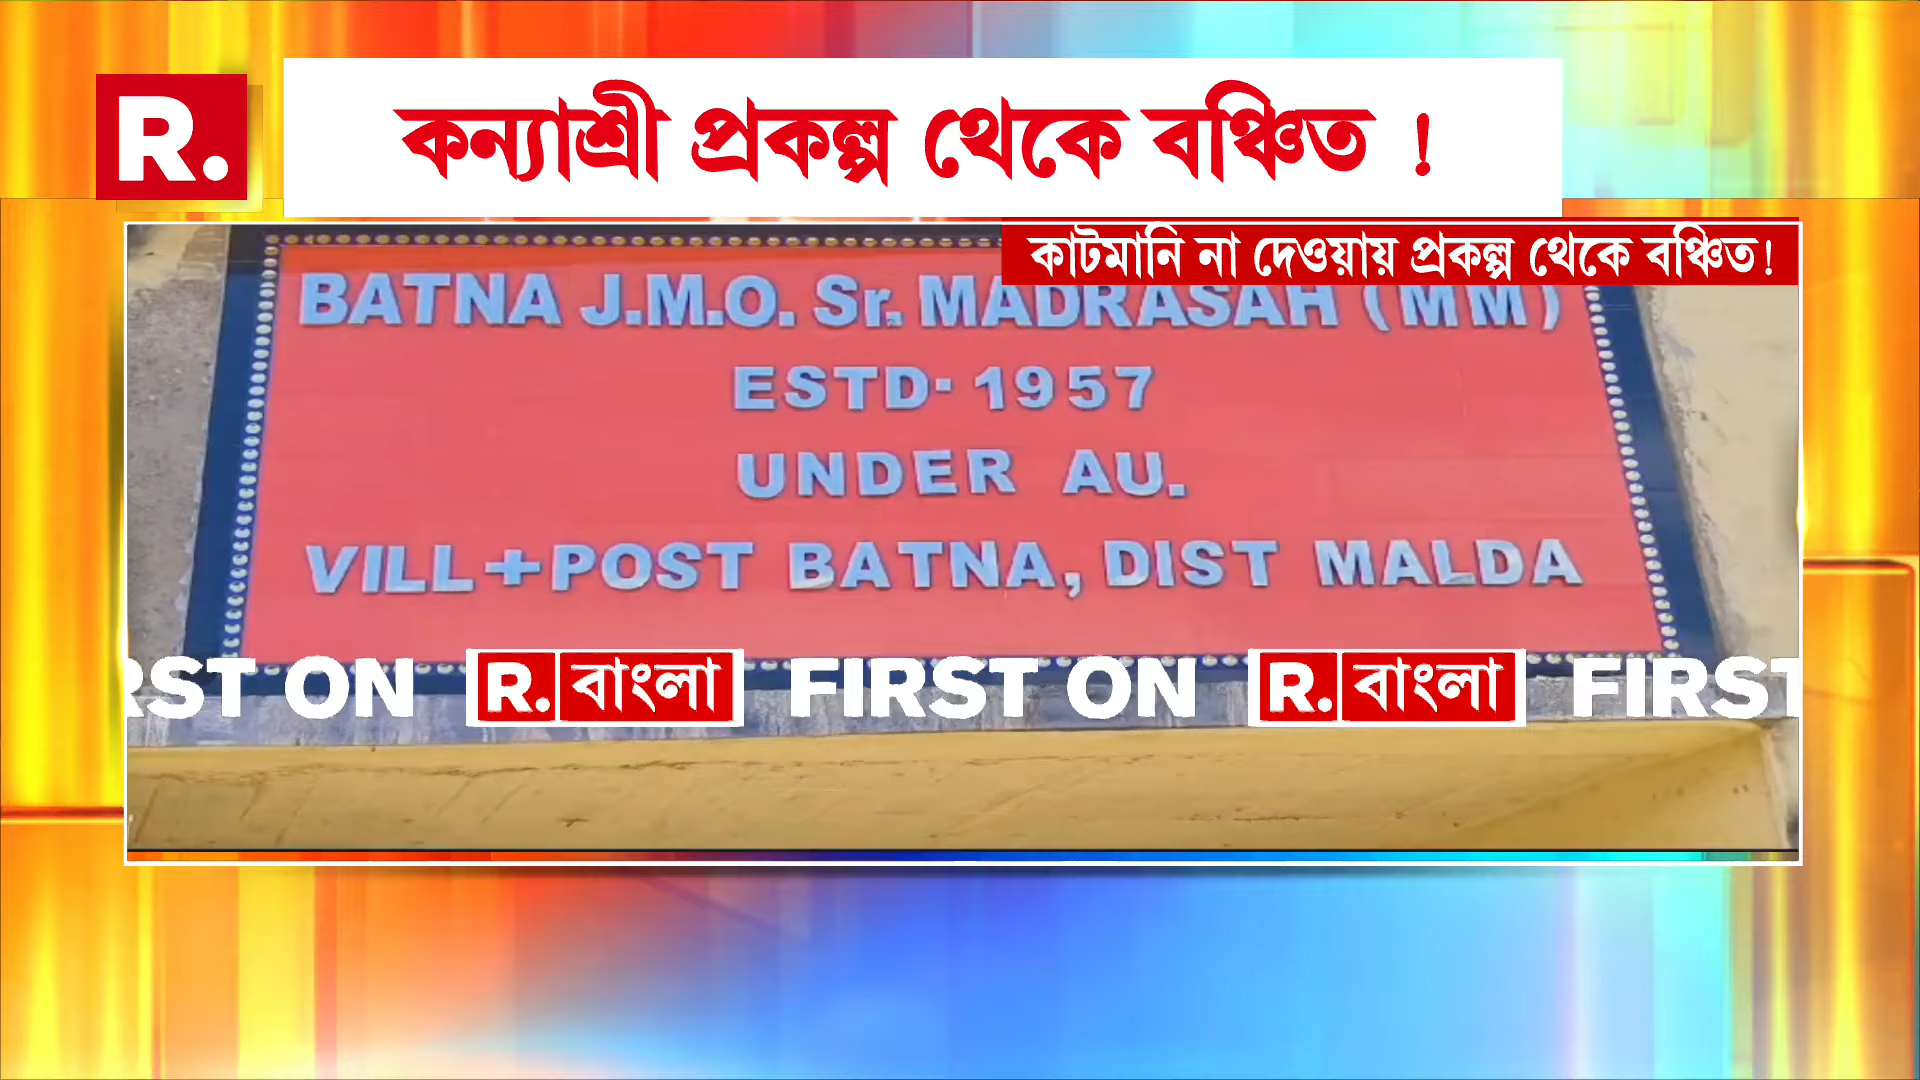 R. কন্যাশ্রী প্রকল্প থেকে বঞ্চিত !
কাটমানি না দেওয়ায় প্রকল্প থেকে বঞ্চিত!
BATNA J.M.O. Sr. MADRASAH (MM)
ESTD· 1957
UNDER AU.
VILL+POST BATNA, DIST MALDA
RST ON R. বাংলা FIRST ON R. বাংলা FIRST